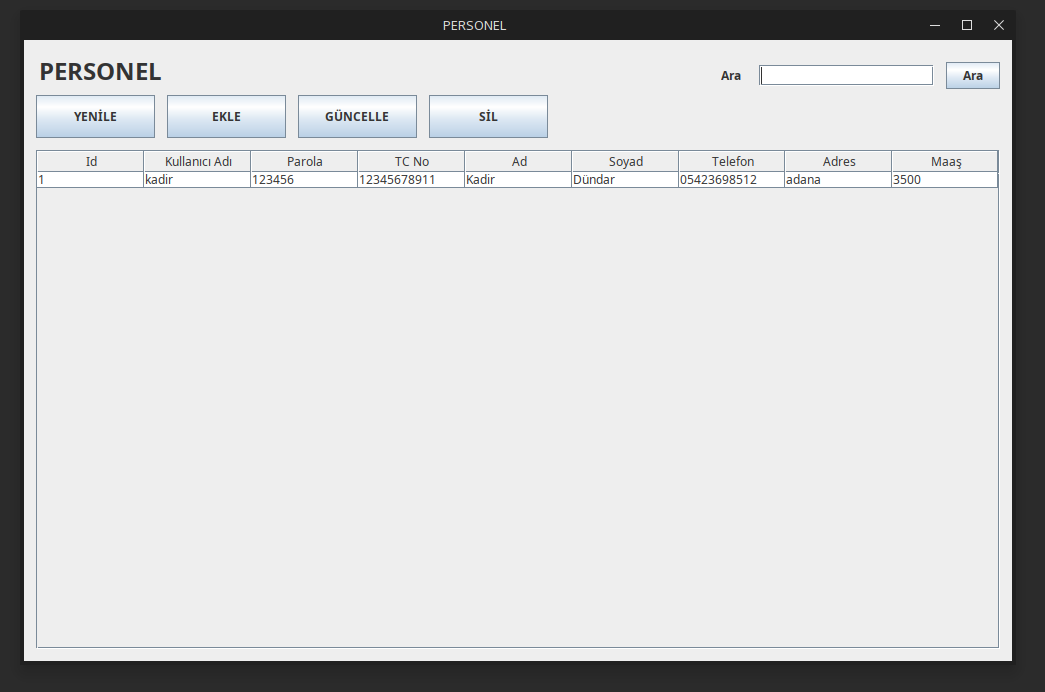 PERSONEL
PERSONEL
Ara Ara
YENİLE EKLE GÜNCELLE SİL
Id Kullanıcı Adı Parola TC No Ad Soyad Telefon Adres Maaş
1 kadir 123456 12345678911 Kadir Dündar 05423698512 adana 3500